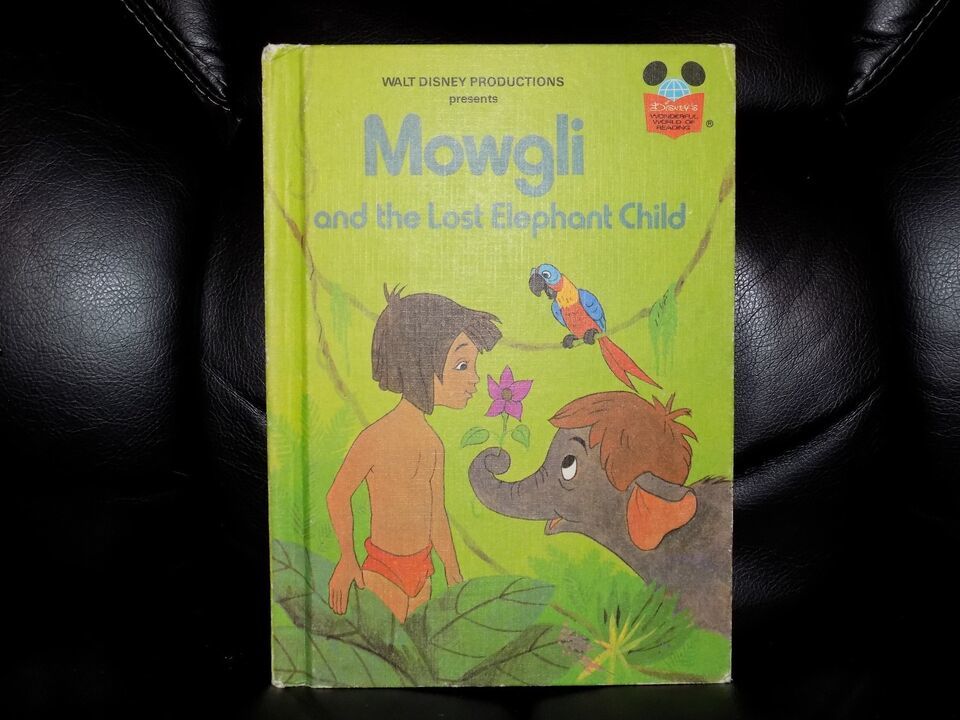 WALT DISNEY PRODUCTIONS
presents
Mowgli
and the Lost Elephant Child
DISNEY'S
WONDERFUL
WORLD OF
READING
®